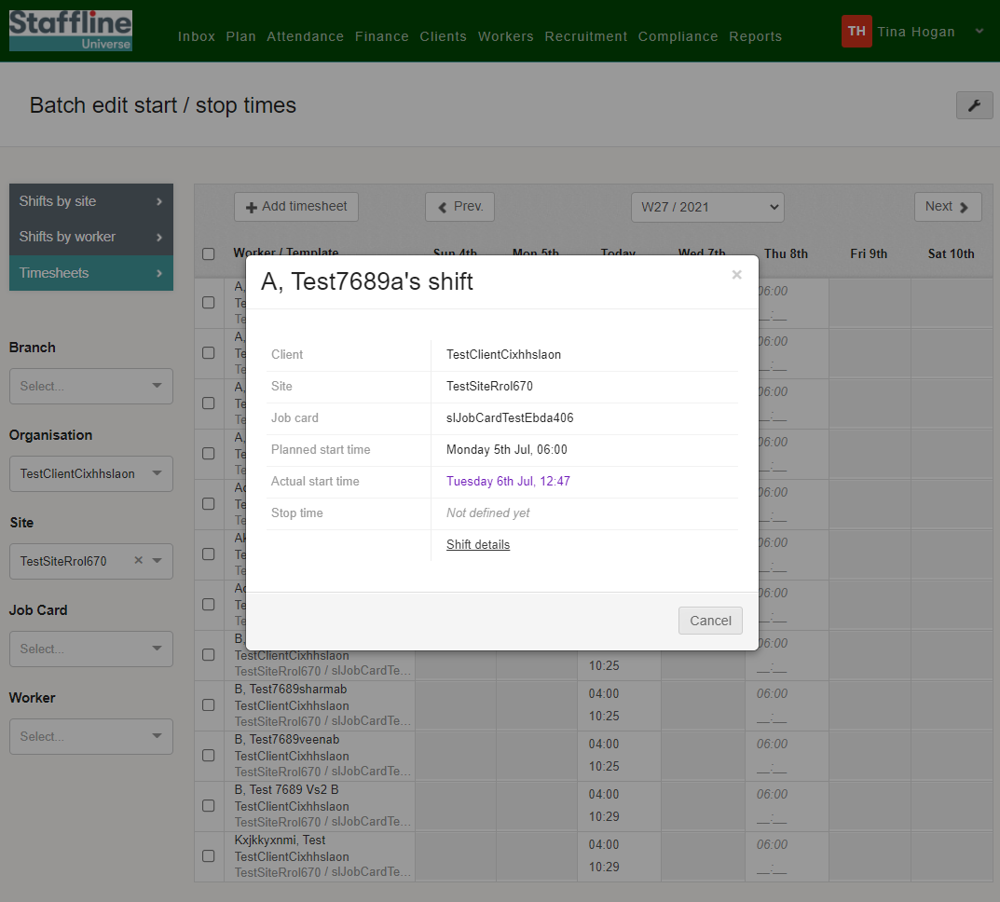 Staffline
Universe
Inbox Plan Attendance Finance Clients Workers Recruitment Compliance Reports
TH Tina Hogan
Batch edit start / stop times
Shifts by site
Shifts by worker
Timesheets
Branch
Select...
Organisation
TestClientCixhhslaon
Site
TestSiteRrol670
Job Card
Select...
Worker
Select...
Add timesheet
Prev.
W27 / 2021
Next
Worker / Template Sun 4th Mon 5th Today Wed 7th Thu 8th Fri 9th Sat 10th
A, Test7689a's shift
×
Client TestClientCixhhslaon
Site TestSiteRrol670
Job card slJobCardTestEbda406
Planned start time Monday 5th Jul, 06:00
Actual start time Tuesday 6th Jul, 12:47
Stop time Not defined yet
Shift details
Cancel
A, 06:00
Te __:__
Te
A, 06:00
Te __:__
Te
A, 06:00
Te __:__
Te
A, 06:00
Te __:__
Te
06:00
Te __:__
Te
06:00
Te __:__
Te
06:00
Te __:__
Te
B, 06:00
TestClientCixhhslaon 10:25 __:__
TestSiteRrol670 / slJobCardTe...
B, Test7689sharmab 04:00 06:00
TestClientCixhhslaon 10:25 __:__
TestSiteRrol670 / slJobCardTe...
B, Test7689veenab 04:00 06:00
TestClientCixhhslaon 10:25 __:__
TestSiteRrol670 / slJobCardTe...
B, Test 7689 Vs2 B 04:00 06:00
TestClientCixhhslaon 10:29 __:__
TestSiteRrol670 / slJobCardTe...
Kxjkkyxnmi, Test 04:00 06:00
TestClientCixhhslaon 10:29 __:__
TestSiteRrol670 / slJobCardTe...